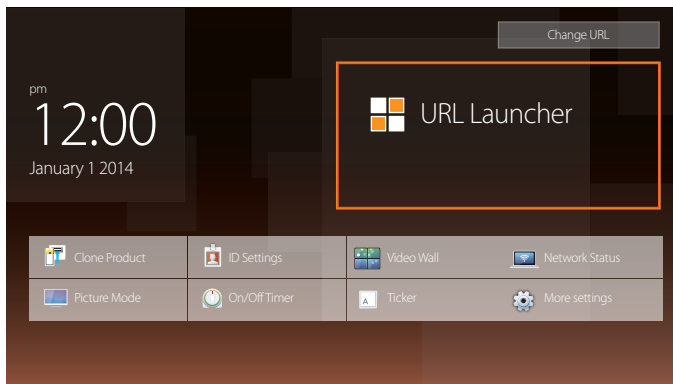 Change URL
pm
12:00
January 1 2014
URL Launcher
Clone Product
ID Settings
Video Wall
Network Status
Picture Mode
On/Off Timer
A
Ticker
More settings